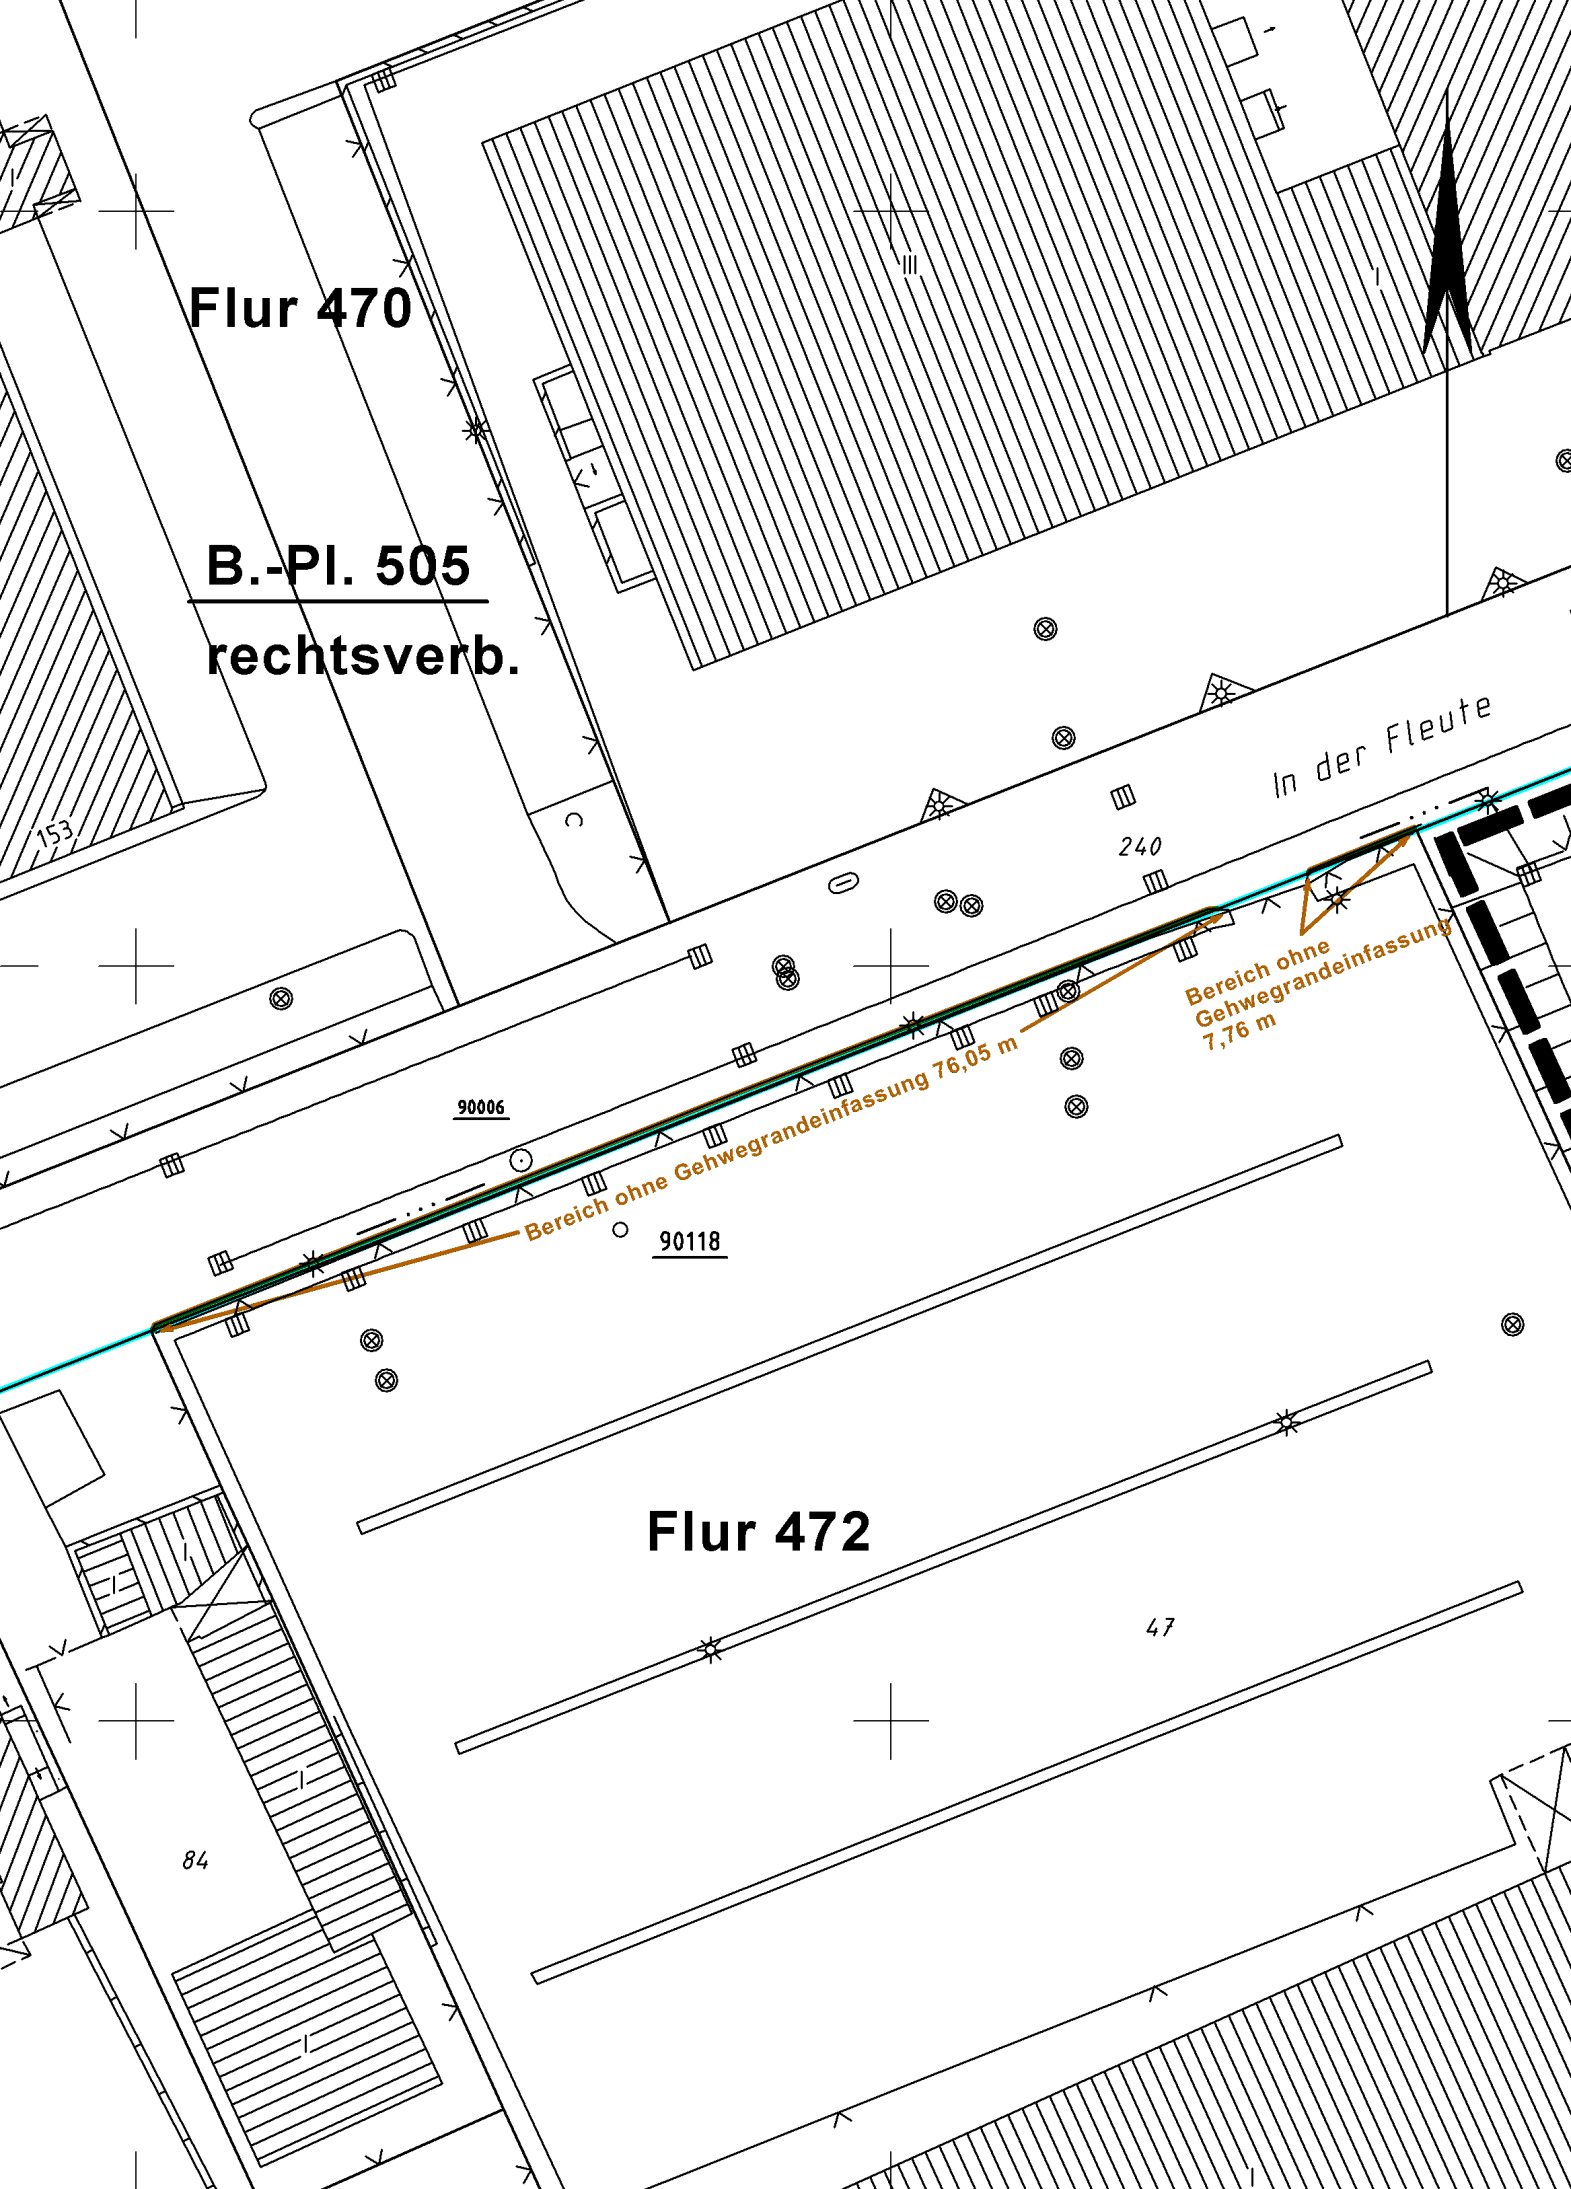 III
I
I
Flur 470
B.-Pl. 505
rechtsverb.
In der Fleute
153
240
Bereich ohne
Gehwegrandeinfassung
7,76 m
Bereich ohne Gehwegrandeinfassung 76,05 m
90006
90118
Flur 472
I
I
47
I
84
I
I